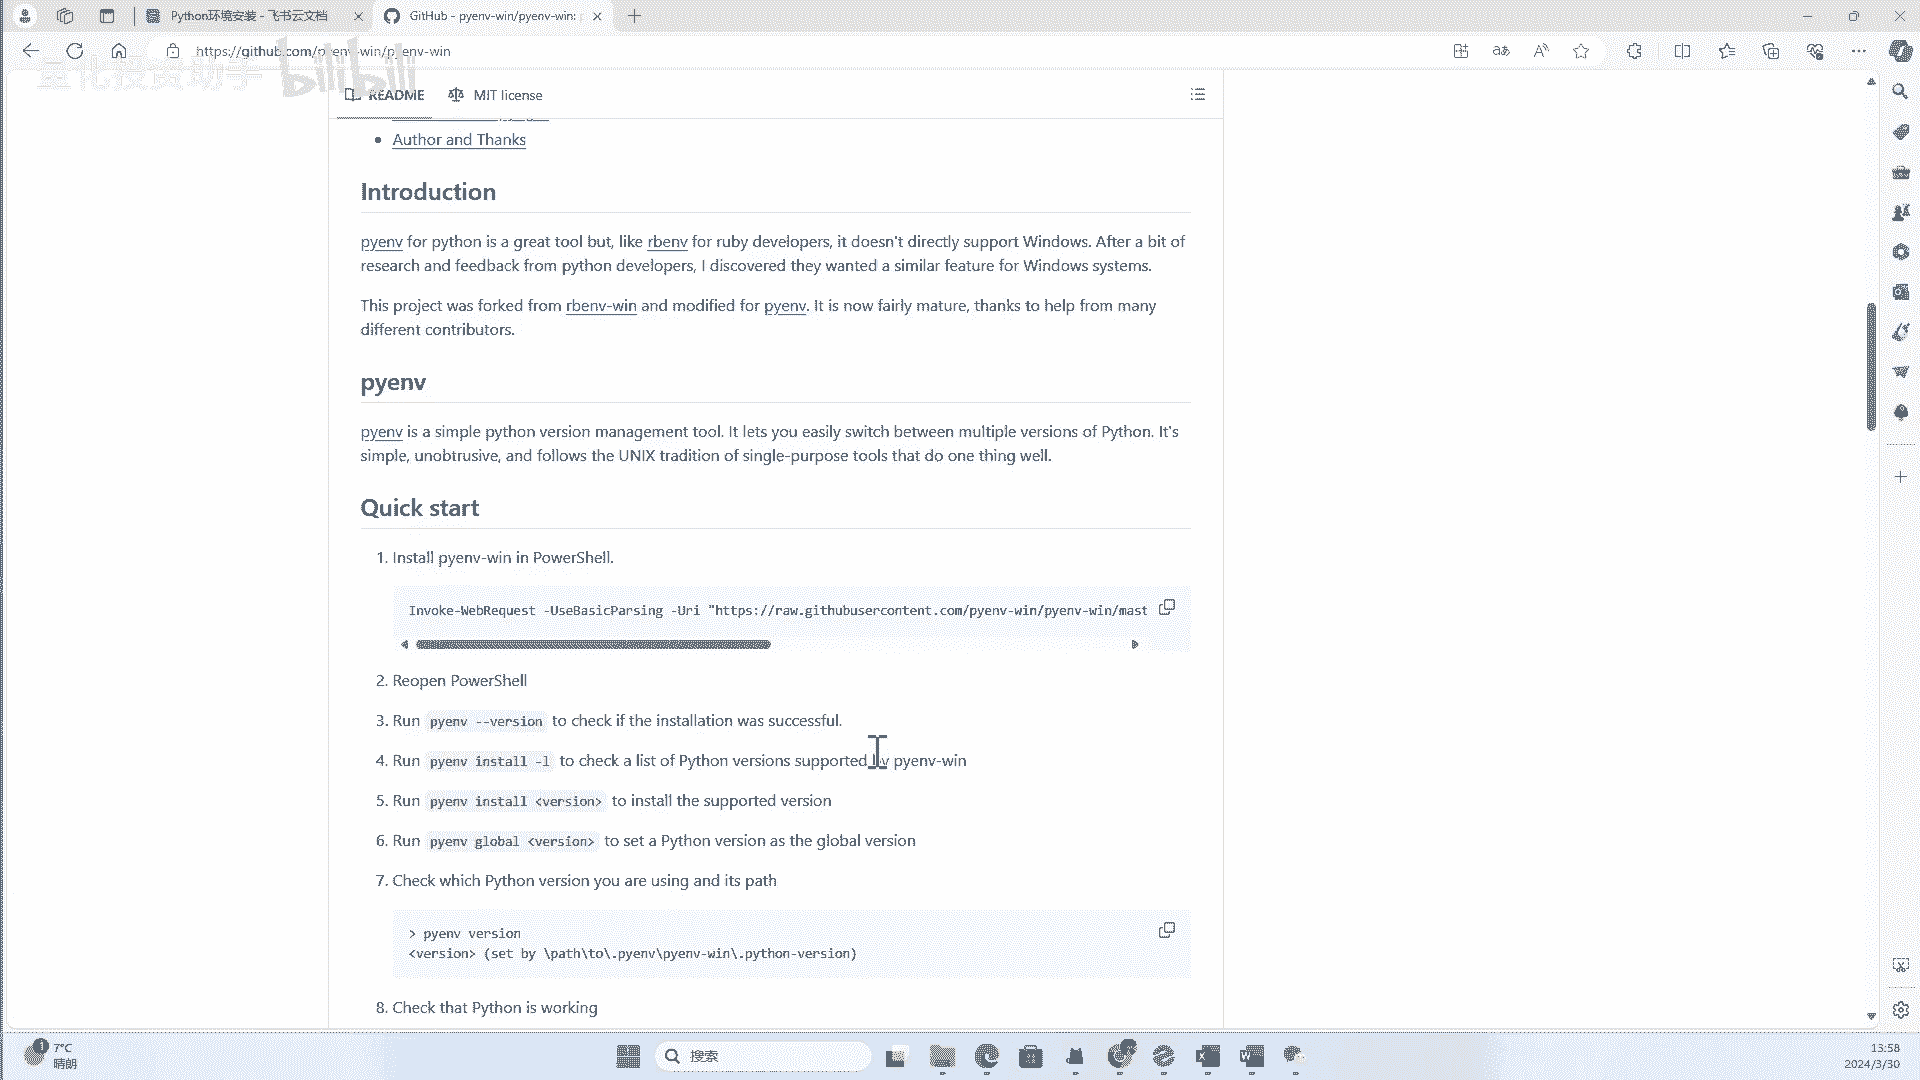 Python环境安装 - 飞书云文档
GitHub - pyenv-win/pyenv-win:
https://github.com/pyenv-win/pyenv-win
量化投资助手 bilibili
README
MIT license
Author and Thanks
Introduction
pyenv for python is a great tool but, like rbenv for ruby developers, it doesn't directly support Windows. After a bit of
research and feedback from python developers, I discovered they wanted a similar feature for Windows systems.
This project was forked from rbenv-win and modified for pyenv. It is now fairly mature, thanks to help from many
different contributors.
pyenv
pyenv is a simple python version management tool. It lets you easily switch between multiple versions of Python. It's
simple, unobtrusive, and follows the UNIX tradition of single-purpose tools that do one thing well.
Quick start
1. Install pyenv-win in PowerShell.
Invoke-WebRequest -UseBasicParsing -Uri "https://raw.githubusercontent.com/pyenv-win/pyenv-win/mast
2. Reopen PowerShell
3. Run pyenv --version to check if the installation was successful.
4. Run pyenv install -l to check a list of Python versions supported by pyenv-win
5. Run pyenv install <version> to install the supported version
6. Run pyenv global <version> to set a Python version as the global version
7. Check which Python version you are using and its path
> pyenv version
<version> (set by \path\to\.pyenv\pyenv-win\.python-version)
8. Check that Python is working
1
7°C
晴朗
搜索
13:58
2024/3/30